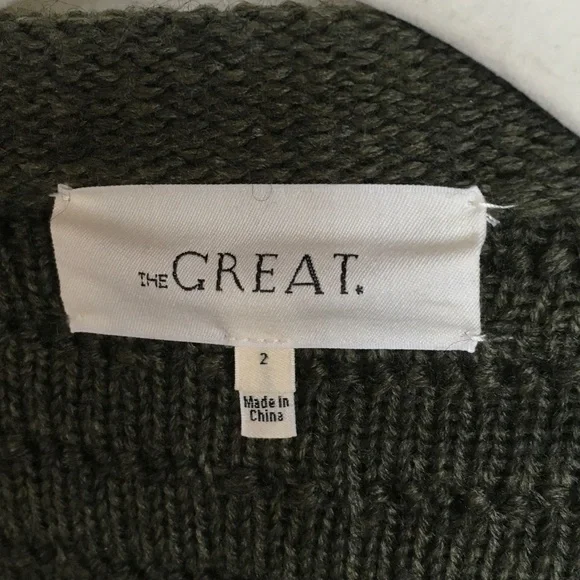 THE GREAT.
2
Made In
China